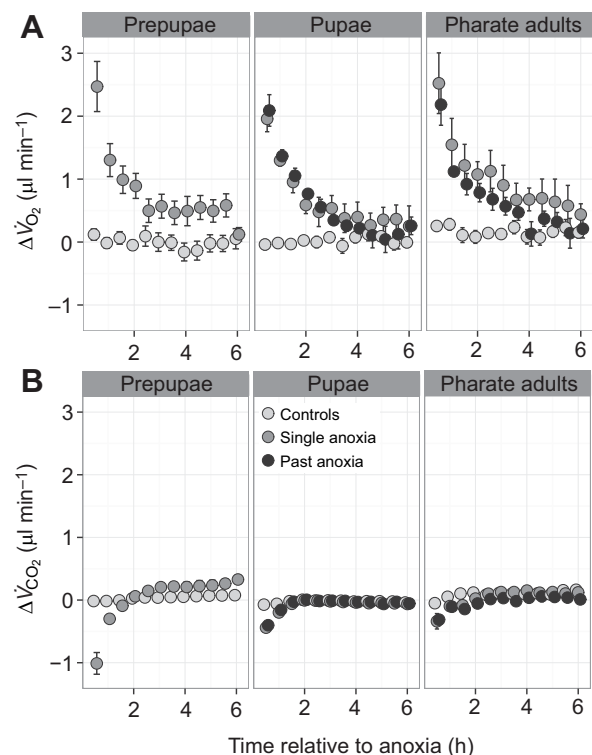 A
Prepupae Pupae Pharate adults
ΔV̇O₂ (µl min⁻¹)
3
2
1
0
−1
2 4 6 2 4 6 2 4 6
B
Prepupae Pupae Pharate adults
ΔV̇CO₂ (µl min⁻¹)
3
2
1
0
−1
Controls
Single anoxia
Past anoxia
2 4 6 2 4 6 2 4 6
Time relative to anoxia (h)